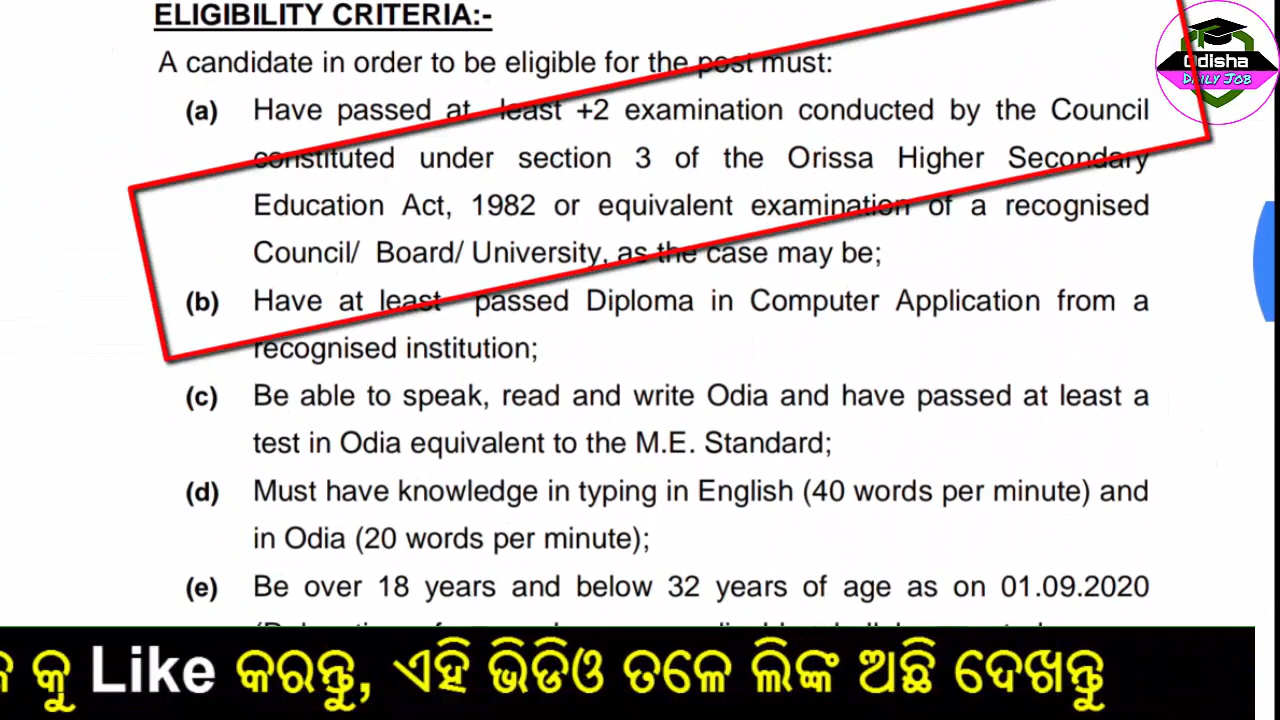 ELIGIBILITY CRITERIA:-
A candidate in order to be eligible for the post must:
(a) Have passed at least +2 examination conducted by the Council
constituted under section 3 of the Orissa Higher Secondary
Education Act, 1982 or equivalent examination of a recognised
Council/ Board/ University, as the case may be;
(b) Have at least passed Diploma in Computer Application from a
recognised institution;
(c) Be able to speak, read and write Odia and have passed at least a
test in Odia equivalent to the M.E. Standard;
(d) Must have knowledge in typing in English (40 words per minute) and
in Odia (20 words per minute);
(e) Be over 18 years and below 32 years of age as on 01.09.2020
Odisha
DAILY JOB
କୁ Like କରନ୍ତୁ, ଏହି ଭିଡିଓ ତଳେ ଲିଙ୍କ ଅଛି ଦେଖନ୍ତୁ